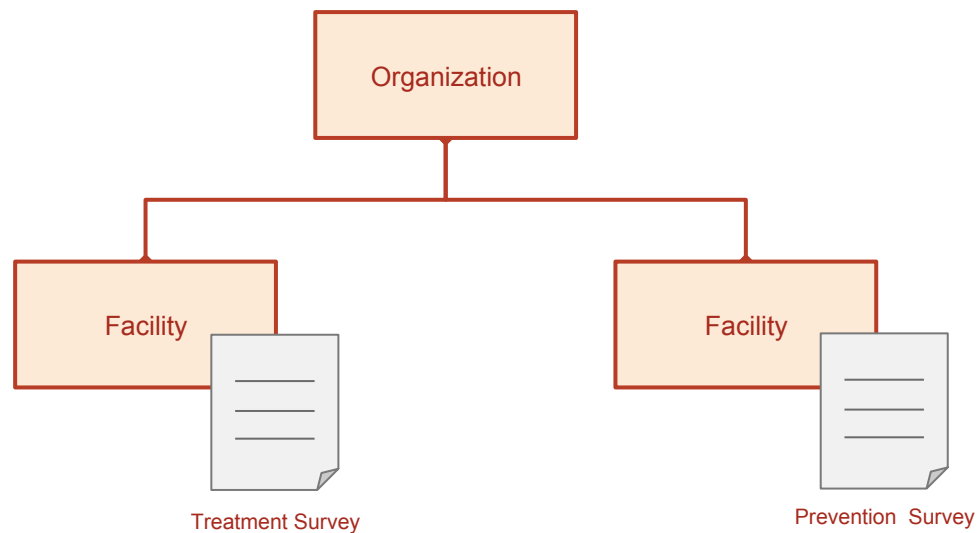 Organization
Facility
Facility
Treatment Survey
Prevention  Survey